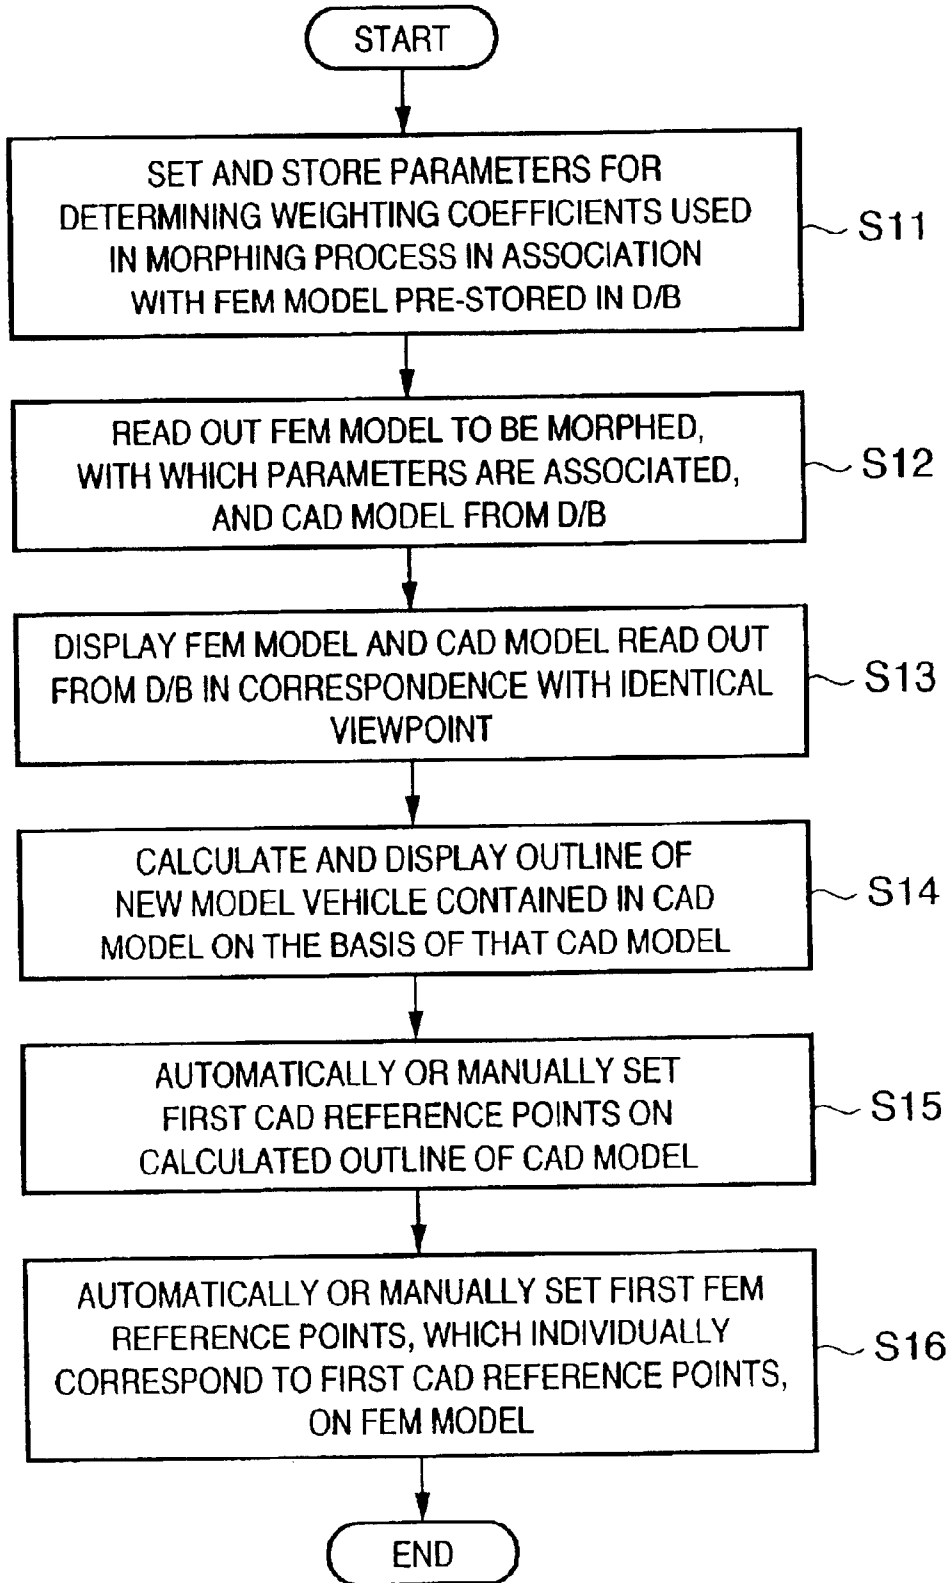 START
SET AND STORE PARAMETERS FOR
DETERMINING WEIGHTING COEFFICIENTS USED
IN MORPHING PROCESS IN ASSOCIATION
WITH FEM MODEL PRE-STORED IN D/B
S11
READ OUT FEM MODEL TO BE MORPHED,
WITH WHICH PARAMETERS ARE ASSOCIATED,
AND CAD MODEL FROM D/B
S12
DISPLAY FEM MODEL AND CAD MODEL READ OUT
FROM D/B IN CORRESPONDENCE WITH IDENTICAL
VIEWPOINT
S13
CALCULATE AND DISPLAY OUTLINE OF
NEW MODEL VEHICLE CONTAINED IN CAD
MODEL ON THE BASIS OF THAT CAD MODEL
S14
AUTOMATICALLY OR MANUALLY SET
FIRST CAD REFERENCE POINTS ON
CALCULATED OUTLINE OF CAD MODEL
S15
AUTOMATICALLY OR MANUALLY SET FIRST FEM
REFERENCE POINTS, WHICH INDIVIDUALLY
CORRESPOND TO FIRST CAD REFERENCE POINTS,
ON FEM MODEL
S16
END